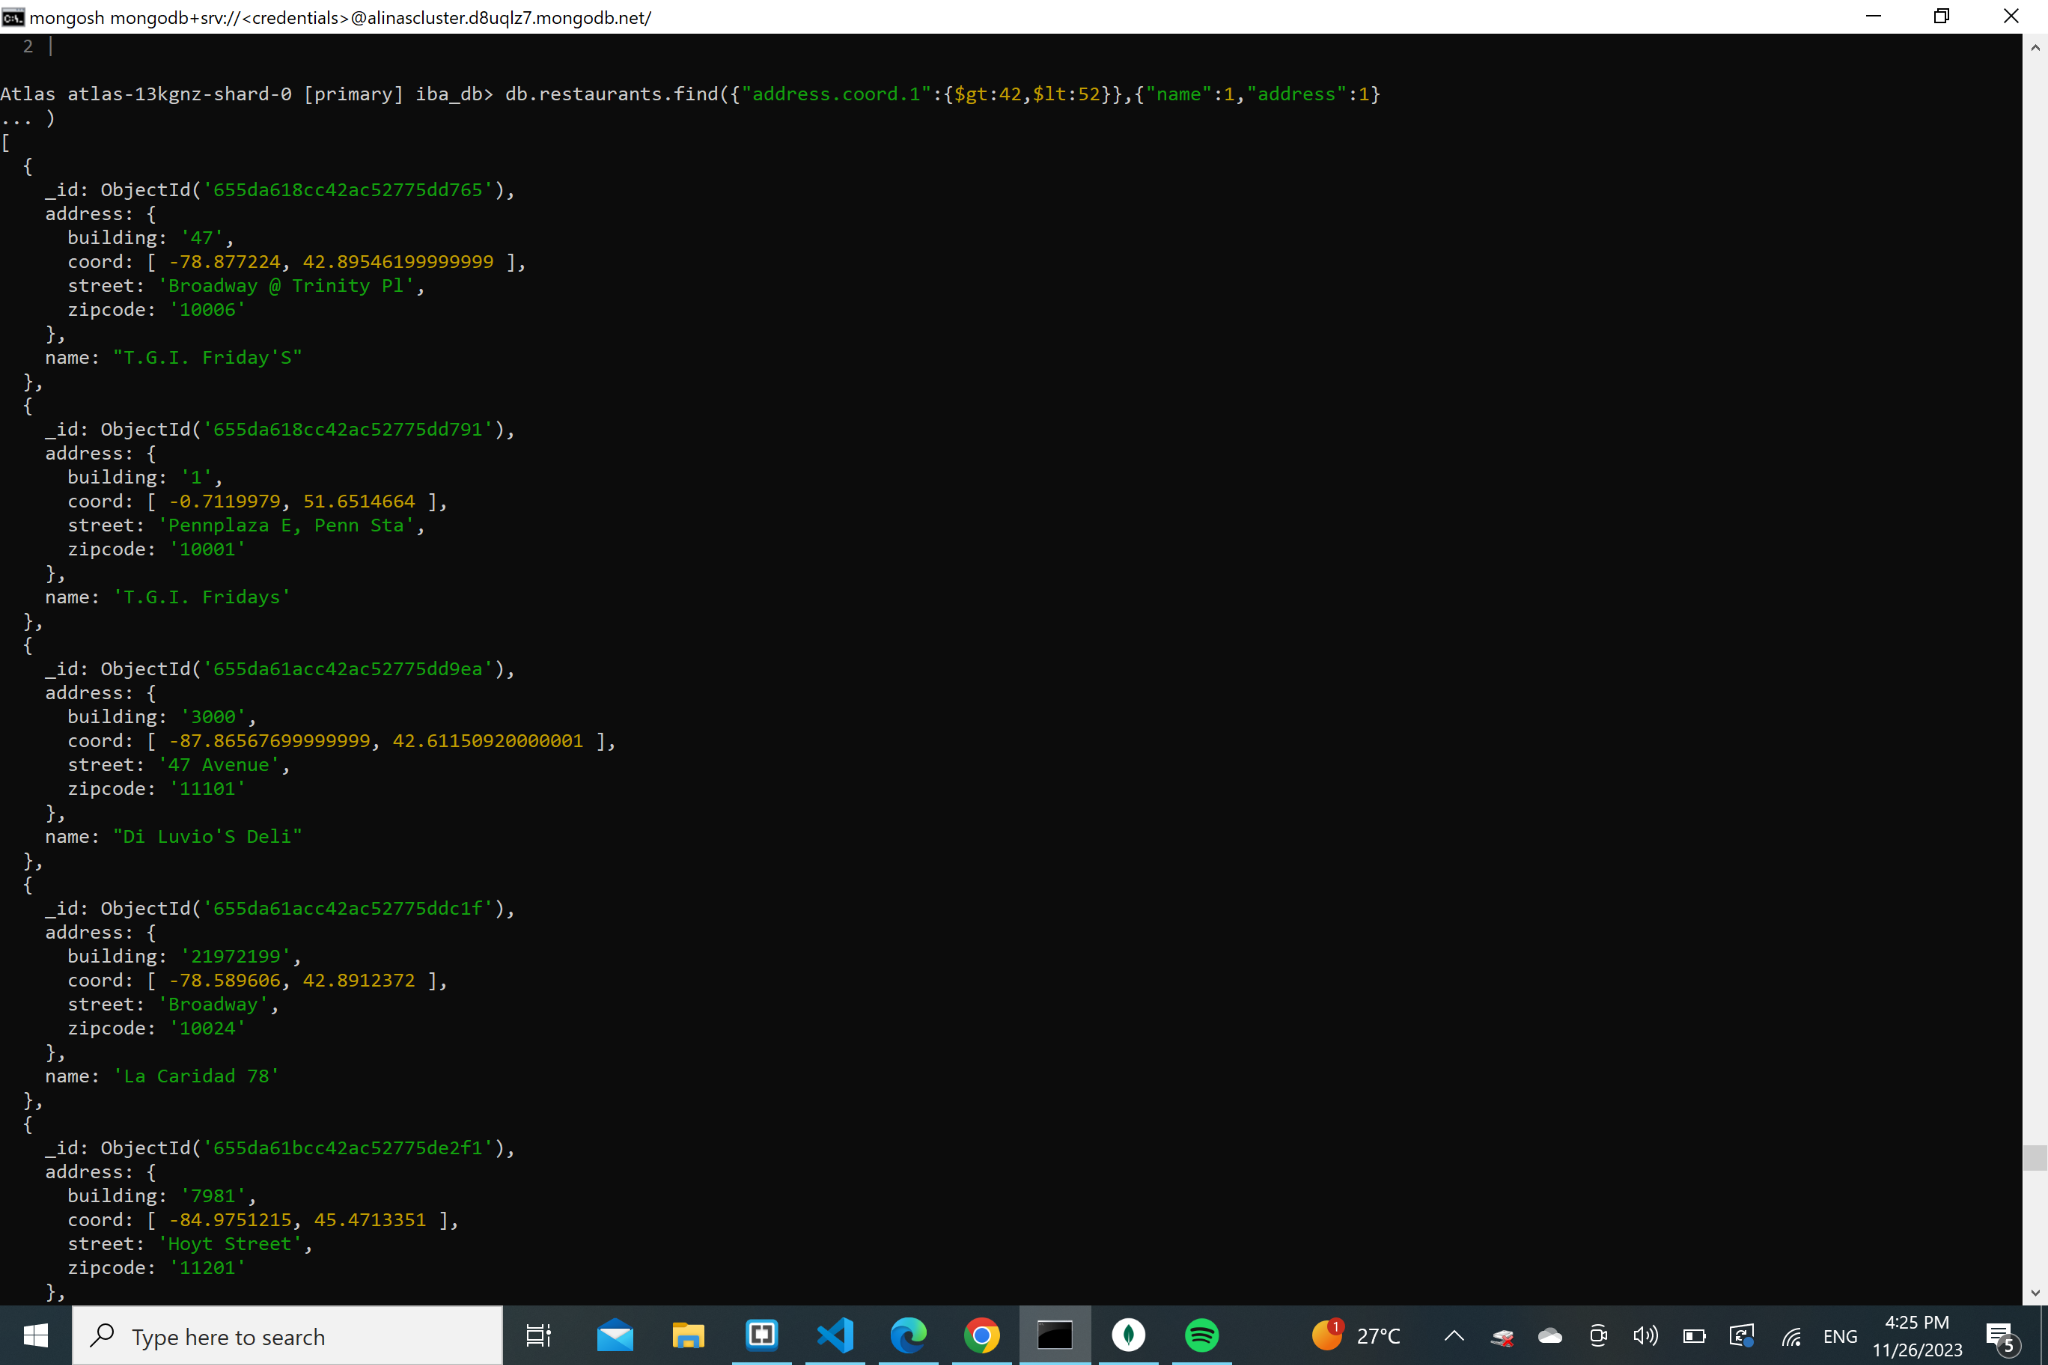 mongosh mongodb+srv://<credentials>@alinascluster.d8uqlz7.mongodb.net/
2 |
Atlas atlas-13kgnz-shard-0 [primary] iba_db> db.restaurants.find({"address.coord.1":{$gt:42,$lt:52}},{"name":1,"address":1}
... )
[
  {
    _id: ObjectId('655da618cc42ac52775dd765'),
    address: {
      building: '47',
      coord: [ -78.877224, 42.89546199999999 ],
      street: 'Broadway @ Trinity Pl',
      zipcode: '10006'
    },
    name: "T.G.I. Friday'S"
  },
  {
    _id: ObjectId('655da618cc42ac52775dd791'),
    address: {
      building: '1',
      coord: [ -0.7119979, 51.6514664 ],
      street: 'Pennplaza E, Penn Sta',
      zipcode: '10001'
    },
    name: 'T.G.I. Fridays'
  },
  {
    _id: ObjectId('655da61acc42ac52775dd9ea'),
    address: {
      building: '3000',
      coord: [ -87.86567699999999, 42.61150920000001 ],
      street: '47 Avenue',
      zipcode: '11101'
    },
    name: "Di Luvio'S Deli"
  },
  {
    _id: ObjectId('655da61acc42ac52775ddc1f'),
    address: {
      building: '21972199',
      coord: [ -78.589606, 42.8912372 ],
      street: 'Broadway',
      zipcode: '10024'
    },
    name: 'La Caridad 78'
  },
  {
    _id: ObjectId('655da61bcc42ac52775de2f1'),
    address: {
      building: '7981',
      coord: [ -84.9751215, 45.4713351 ],
      street: 'Hoyt Street',
      zipcode: '11201'
    },
Type here to search
1
27°C
ENG
4:25 PM
11/26/2023
5